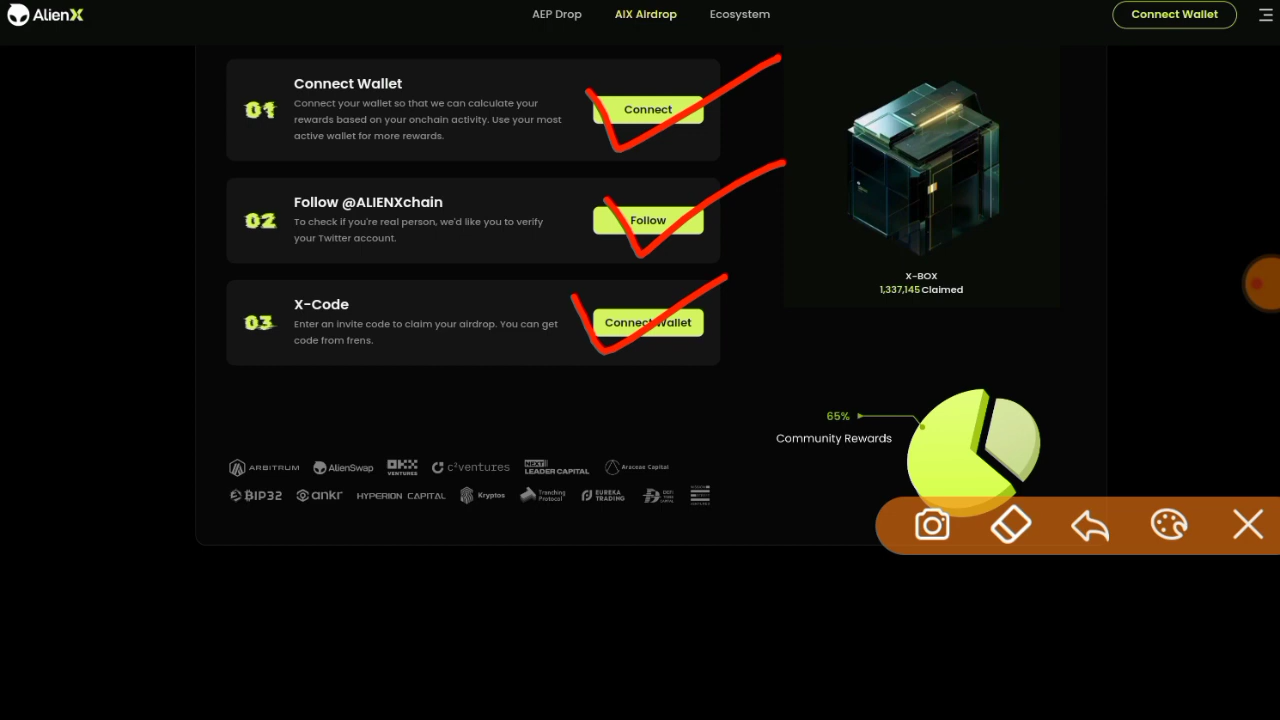 AlienX
AEP Drop
AIX Airdrop
Ecosystem
Connect Wallet
01
Connect Wallet
Connect your wallet so that we can calculate your
rewards based on your onchain activity. Use your most
active wallet for more rewards.
Connect
02
Follow @ALIENXchain
To check if you're real person, we'd like you to verify
your Twitter account.
Follow
03
X-Code
Enter an invite code to claim your airdrop. You can get
code from frens.
Connect Wallet
X-BOX
1,337,145 Claimed
65%
Community Rewards
ARBITRUM
AlienSwap
OKX
VENTURES
c²ventures
NEXT
LEADER CAPITAL
Aracean Capital
BIP32
ankr
HYPERION CAPITAL
Kryptos
Tranching
Protocol
EUREKA
TRADING